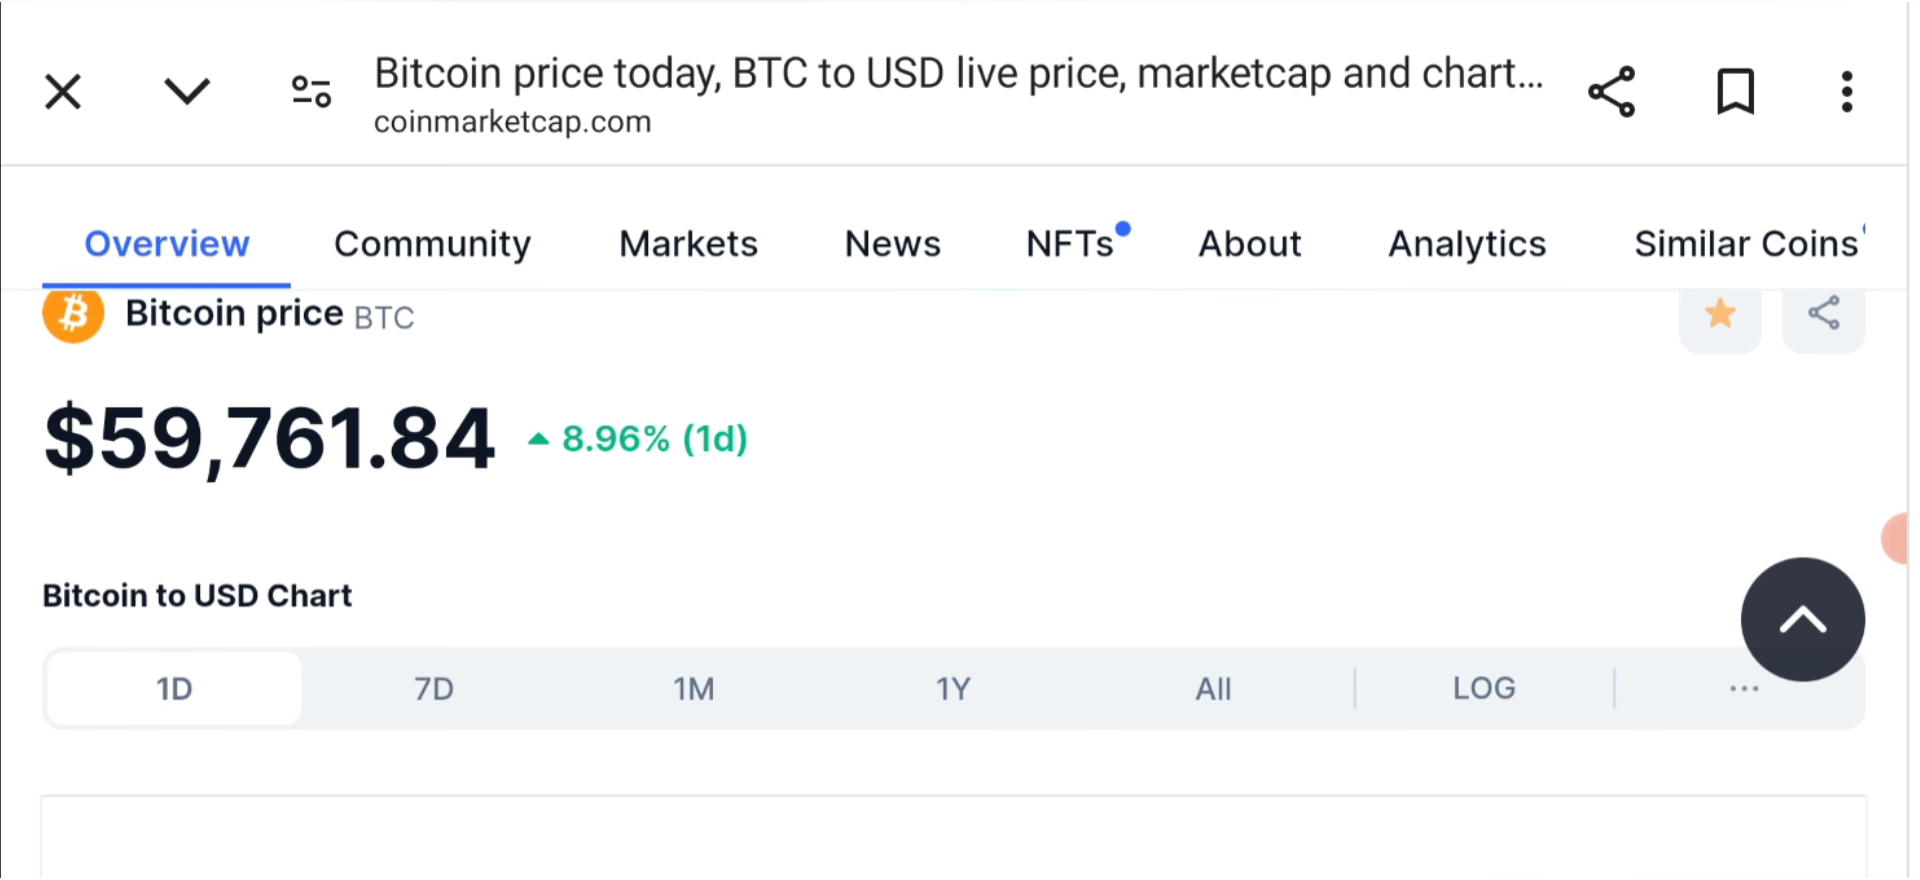 Bitcoin price today, BTC to USD live price, marketcap and chart...
coinmarketcap.com
Overview Community Markets News NFTs About Analytics Similar Coins
Bitcoin price BTC
$59,761.84 8.96% (1d)
Bitcoin to USD Chart
1D 7D 1M 1Y All LOG ...